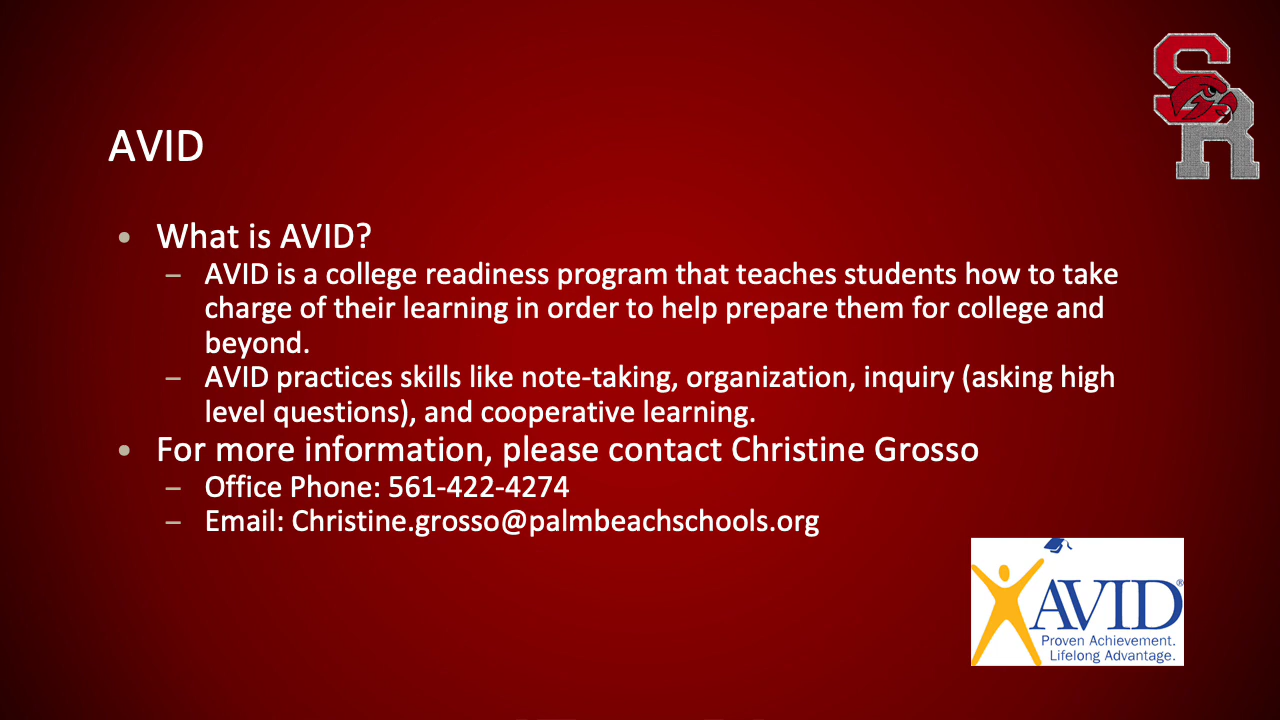 SR
AVID
• What is AVID?
– AVID is a college readiness program that teaches students how to take
charge of their learning in order to help prepare them for college and
beyond.
– AVID practices skills like note-taking, organization, inquiry (asking high
level questions), and cooperative learning.
• For more information, please contact Christine Grosso
– Office Phone: 561-422-4274
– Email: Christine.grosso@palmbeachschools.org
AVID®
Proven Achievement.
Lifelong Advantage.